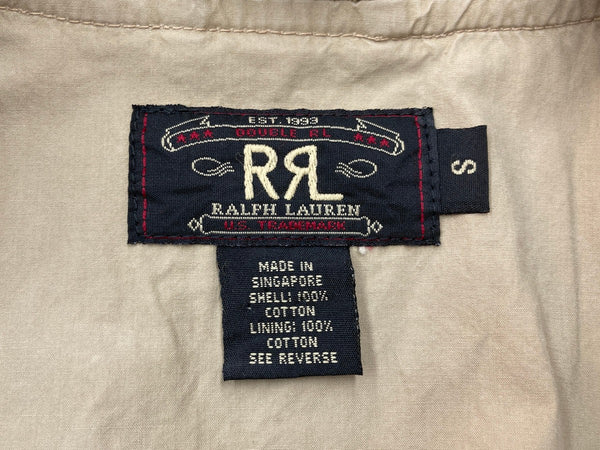 EST. 1993
DOUBLE RL
RRL
RALPH LAUREN
U.S. TRADEMARK
S
MADE IN
SINGAPORE
SHELL: 100%
COTTON
LINING: 100%
COTTON
SEE REVERSE